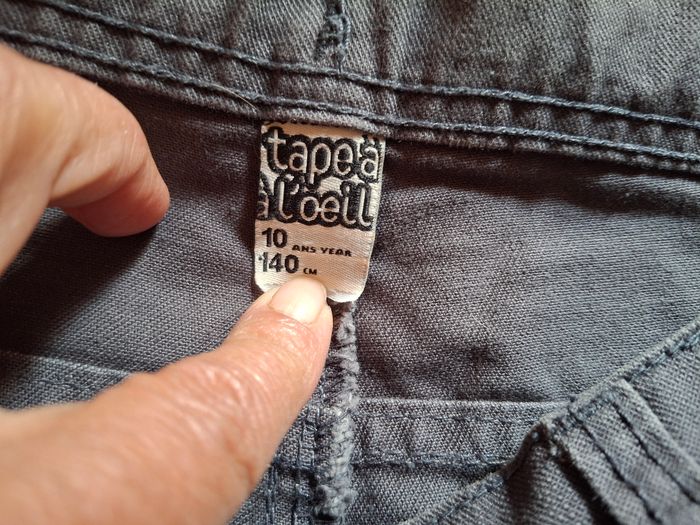 tape à
à l'oeil
10 ANS YEAR
140 CM